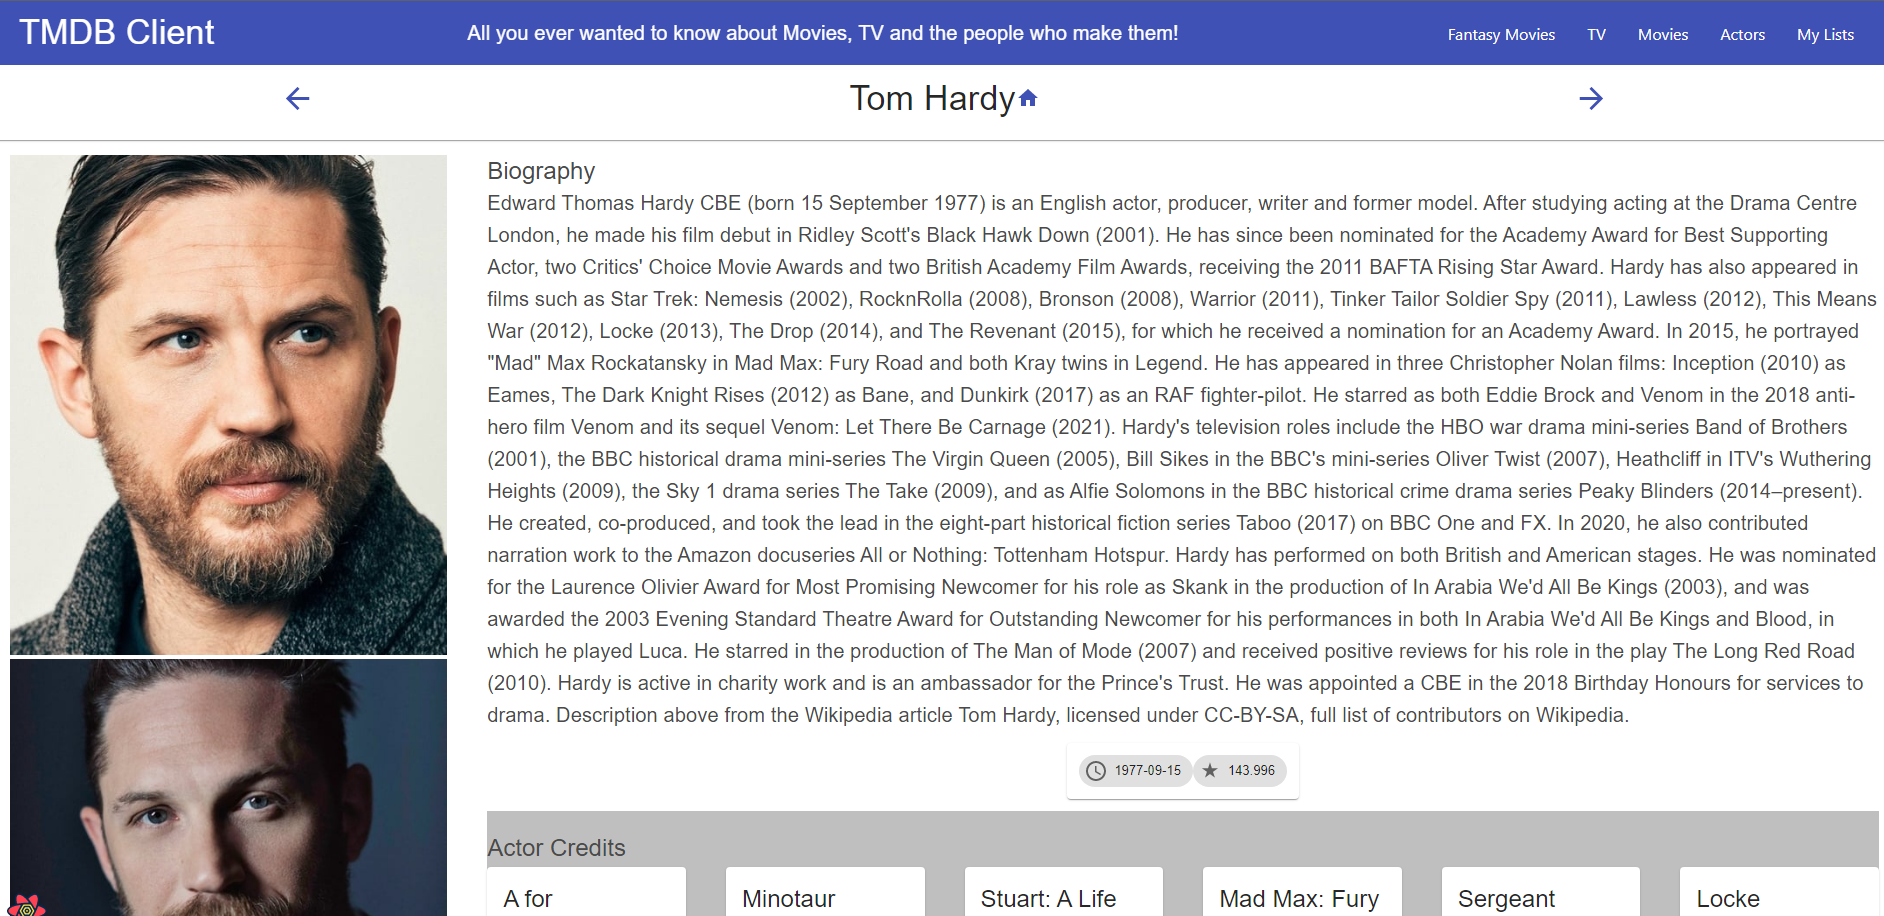 TMDB Client
All you ever wanted to know about Movies, TV and the people who make them!
Fantasy Movies
TV
Movies
Actors
My Lists
Tom Hardy
Biography
Edward Thomas Hardy CBE (born 15 September 1977) is an English actor, producer, writer and former model. After studying acting at the Drama Centre
London, he made his film debut in Ridley Scott's Black Hawk Down (2001). He has since been nominated for the Academy Award for Best Supporting
Actor, two Critics' Choice Movie Awards and two British Academy Film Awards, receiving the 2011 BAFTA Rising Star Award. Hardy has also appeared in
films such as Star Trek: Nemesis (2002), RocknRolla (2008), Bronson (2008), Warrior (2011), Tinker Tailor Soldier Spy (2011), Lawless (2012), This Means
War (2012), Locke (2013), The Drop (2014), and The Revenant (2015), for which he received a nomination for an Academy Award. In 2015, he portrayed
"Mad" Max Rockatansky in Mad Max: Fury Road and both Kray twins in Legend. He has appeared in three Christopher Nolan films: Inception (2010) as
Eames, The Dark Knight Rises (2012) as Bane, and Dunkirk (2017) as an RAF fighter-pilot. He starred as both Eddie Brock and Venom in the 2018 anti-
hero film Venom and its sequel Venom: Let There Be Carnage (2021). Hardy's television roles include the HBO war drama mini-series Band of Brothers
(2001), the BBC historical drama mini-series The Virgin Queen (2005), Bill Sikes in the BBC's mini-series Oliver Twist (2007), Heathcliff in ITV's Wuthering
Heights (2009), the Sky 1 drama series The Take (2009), and as Alfie Solomons in the BBC historical crime drama series Peaky Blinders (2014–present).
He created, co-produced, and took the lead in the eight-part historical fiction series Taboo (2017) on BBC One and FX. In 2020, he also contributed
narration work to the Amazon docuseries All or Nothing: Tottenham Hotspur. Hardy has performed on both British and American stages. He was nominated
for the Laurence Olivier Award for Most Promising Newcomer for his role as Skank in the production of In Arabia We'd All Be Kings (2003), and was
awarded the 2003 Evening Standard Theatre Award for Outstanding Newcomer for his performances in both In Arabia We'd All Be Kings and Blood, in
which he played Luca. He starred in the production of The Man of Mode (2007) and received positive reviews for his role in the play The Long Red Road
(2010). Hardy is active in charity work and is an ambassador for the Prince's Trust. He was appointed a CBE in the 2018 Birthday Honours for services to
drama. Description above from the Wikipedia article Tom Hardy, licensed under CC-BY-SA, full list of contributors on Wikipedia.
1977-09-15
143.996
Actor Credits
A for
Minotaur
Stuart: A Life
Mad Max: Fury
Sergeant
Locke